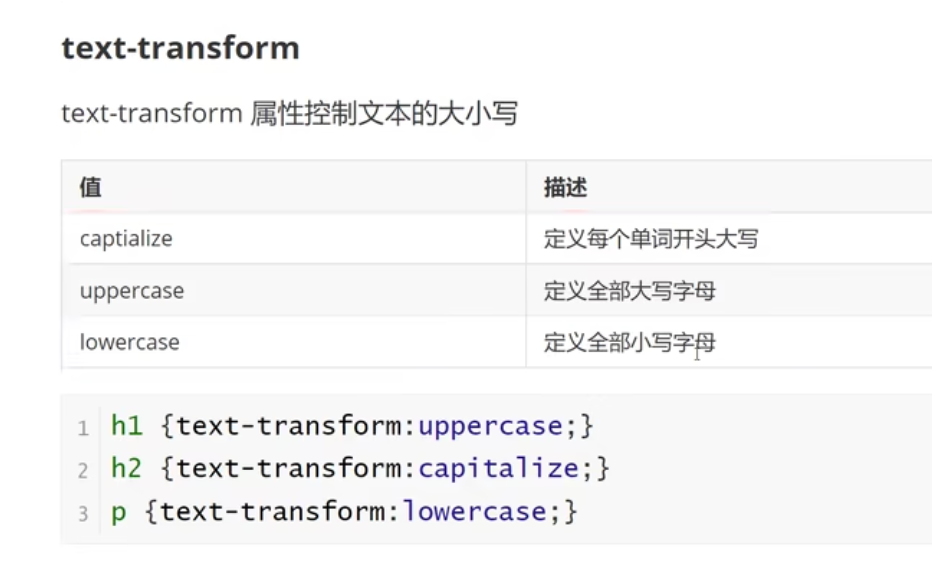 text-transform
text-transform 属性控制文本的大小写
值 描述
captialize 定义每个单词开头大写
uppercase 定义全部大写字母
lowercase 定义全部小写字母
1 h1 {text-transform:uppercase;}
2 h2 {text-transform:capitalize;}
3 p {text-transform:lowercase;}